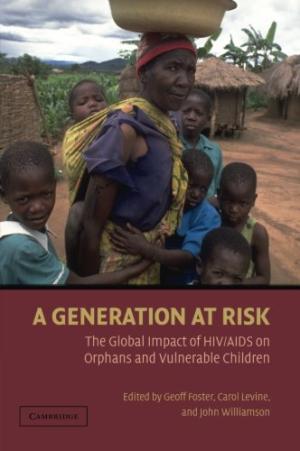 A GENERATION AT RISK
The Global Impact of HIV/AIDS on
Orphans and Vulnerable Children
Edited by Geoff Foster, Carol Levine,
and John Williamson
CAMBRIDGE